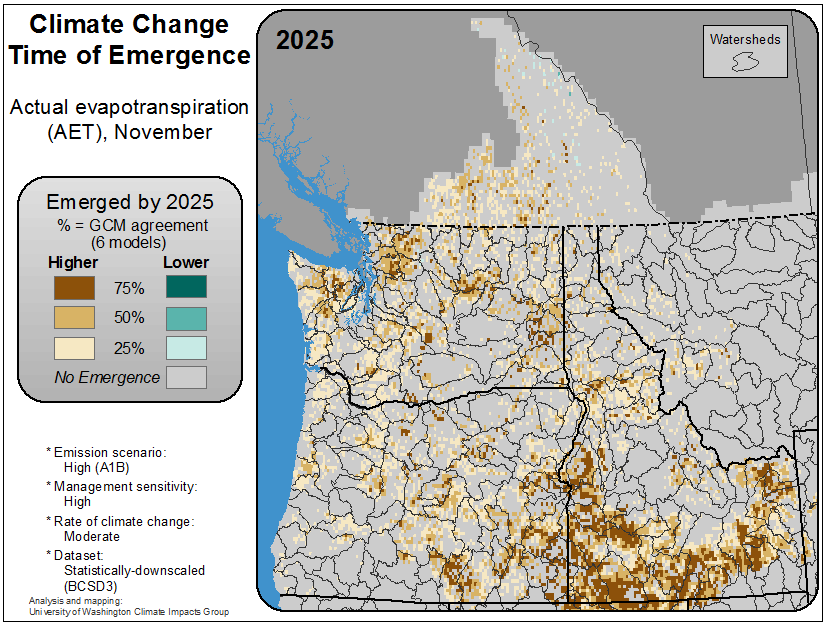 Climate Change
Time of Emergence
Actual evapotranspiration
(AET), November
Emerged by 2025
% = GCM agreement
(6 models)
Higher Lower
75%
50%
25%
No Emergence
* Emission scenario:
High (A1B)
* Management sensitivity:
High
* Rate of climate change:
Moderate
* Dataset:
Statistically-downscaled
(BCSD3)
Analysis and mapping:
University of Washington Climate Impacts Group
2025
Watersheds